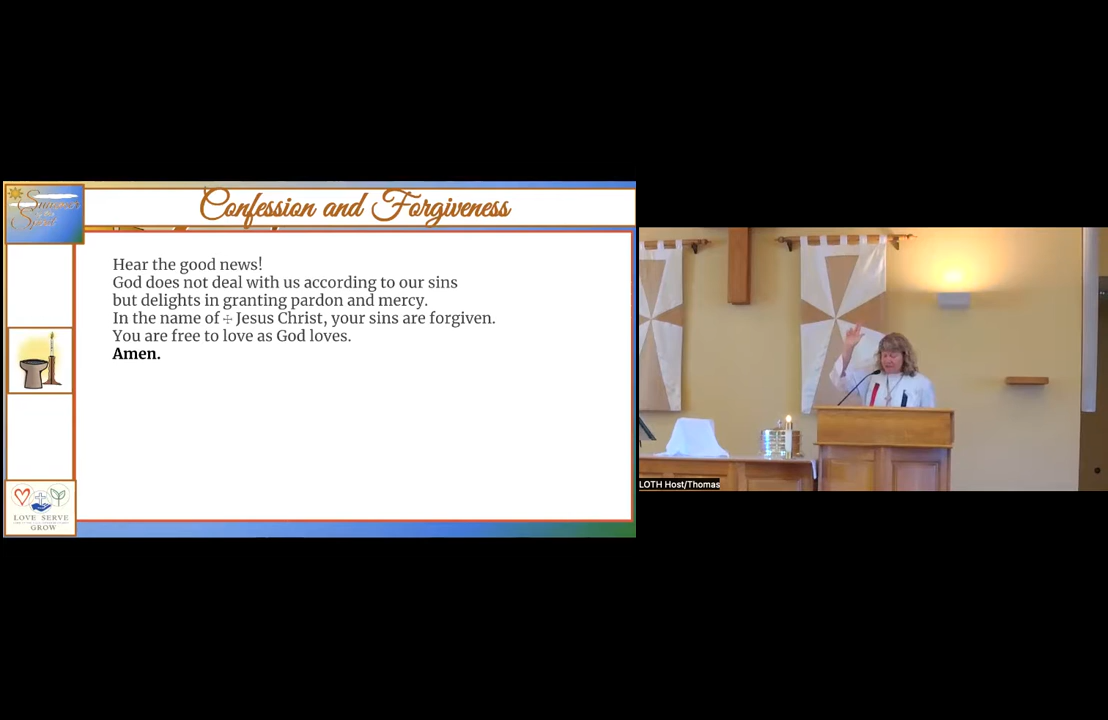 Summer
Spirit
Confession and Forgiveness
Hear the good news!
God does not deal with us according to our sins
but delights in granting pardon and mercy.
In the name of ☩ Jesus Christ, your sins are forgiven.
You are free to love as God loves.
Amen.
LOVE SERVE
GROW
LOTH Host/Thomas